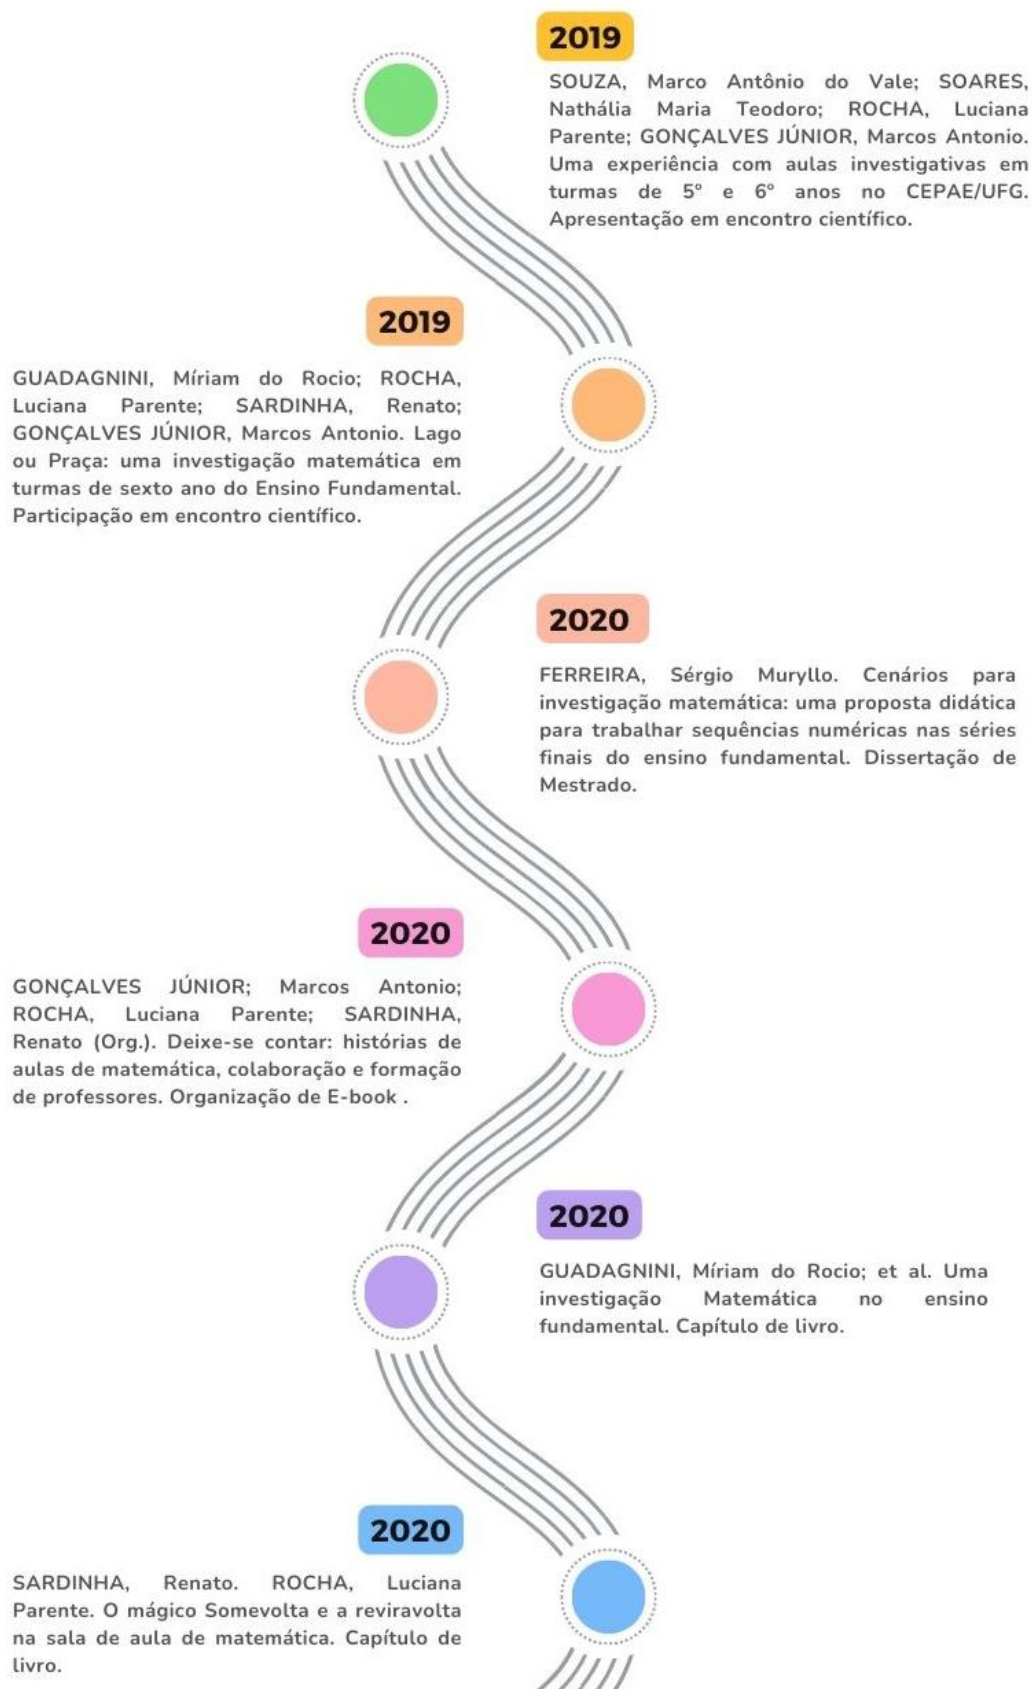 2019
SOUZA, Marco Antônio do Vale; SOARES,
Nathália Maria Teodoro; ROCHA, Luciana
Parente; GONÇALVES JÚNIOR, Marcos Antonio.
Uma experiência com aulas investigativas em
turmas de 5º e 6º anos no CEPAE/UFG.
Apresentação em encontro científico.
2019
GUADAGNINI, Míriam do Rocio; ROCHA,
Luciana Parente; SARDINHA, Renato;
GONÇALVES JÚNIOR, Marcos Antonio. Lago
ou Praça: uma investigação matemática em
turmas de sexto ano do Ensino Fundamental.
Participação em encontro científico.
2020
FERREIRA, Sérgio Muryllo. Cenários para
investigação matemática: uma proposta didática
para trabalhar sequências numéricas nas séries
finais do ensino fundamental. Dissertação de
Mestrado.
2020
GONÇALVES JÚNIOR; Marcos Antonio;
ROCHA, Luciana Parente; SARDINHA,
Renato (Org.). Deixe-se contar: histórias de
aulas de matemática, colaboração e formação
de professores. Organização de E-book .
2020
GUADAGNINI, Míriam do Rocio; et al. Uma
investigação Matemática no ensino
fundamental. Capítulo de livro.
2020
SARDINHA, Renato. ROCHA, Luciana
Parente. O mágico Somevolta e a reviravolta
na sala de aula de matemática. Capítulo de
livro.